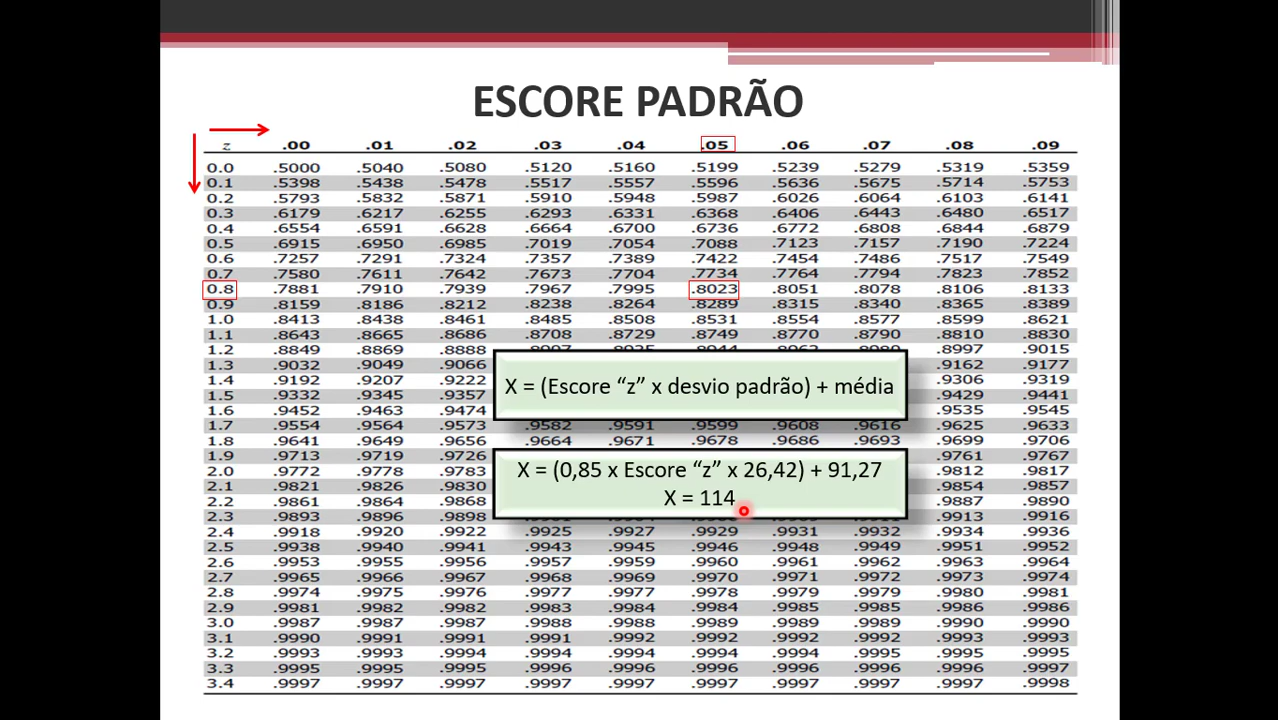 ESCORE PADRÃO
z .00 .01 .02 .03 .04 .05 .06 .07 .08 .09
0.0 .5000 .5040 .5080 .5120 .5160 .5199 .5239 .5279 .5319 .5359
0.1 .5398 .5438 .5478 .5517 .5557 .5596 .5636 .5675 .5714 .5753
0.2 .5793 .5832 .5871 .5910 .5948 .5987 .6026 .6064 .6103 .6141
0.3 .6179 .6217 .6255 .6293 .6331 .6368 .6406 .6443 .6480 .6517
0.4 .6554 .6591 .6628 .6664 .6700 .6736 .6772 .6808 .6844 .6879
0.5 .6915 .6950 .6985 .7019 .7054 .7088 .7123 .7157 .7190 .7224
0.6 .7257 .7291 .7324 .7357 .7389 .7422 .7454 .7486 .7517 .7549
0.7 .7580 .7611 .7642 .7673 .7704 .7734 .7764 .7794 .7823 .7852
0.8 .7881 .7910 .7939 .7967 .7995 .8023 .8051 .8078 .8106 .8133
0.9 .8159 .8186 .8212 .8238 .8264 .8289 .8315 .8340 .8365 .8389
1.0 .8413 .8438 .8461 .8485 .8508 .8531 .8554 .8577 .8599 .8621
1.1 .8643 .8665 .8686 .8708 .8729 .8749 .8770 .8790 .8810 .8830
1.2 .8849 .8869 .8888 .8997 .9015
1.3 .9032 .9049 .9066 .9162 .9177
1.4 .9192 .9207 .9222 .9306 .9319
1.5 .9332 .9345 .9357 .9429 .9441
1.6 .9452 .9463 .9474 .9535 .9545
X = (Escore “z” x desvio padrão) + média
1.7 .9554 .9564 .9573 .9582 .9591 .9599 .9608 .9616 .9625 .9633
1.8 .9641 .9649 .9656 .9664 .9671 .9678 .9686 .9693 .9699 .9706
1.9 .9713 .9719 .9726 .9761 .9767
2.0 .9772 .9778 .9783 .9812 .9817
2.1 .9821 .9826 .9830 .9854 .9857
2.2 .9861 .9864 .9868 .9887 .9890
2.3 .9893 .9896 .9898 .9913 .9916
X = (0,85 x Escore “z” x 26,42) + 91,27
X = 114
2.4 .9918 .9920 .9922 .9925 .9927 .9929 .9931 .9932 .9934 .9936
2.5 .9938 .9940 .9941 .9943 .9945 .9946 .9948 .9949 .9951 .9952
2.6 .9953 .9955 .9956 .9957 .9959 .9960 .9961 .9962 .9963 .9964
2.7 .9965 .9966 .9967 .9968 .9969 .9970 .9971 .9972 .9973 .9974
2.8 .9974 .9975 .9976 .9977 .9977 .9978 .9979 .9979 .9980 .9981
2.9 .9981 .9982 .9982 .9983 .9984 .9984 .9985 .9985 .9986 .9986
3.0 .9987 .9987 .9987 .9988 .9988 .9989 .9989 .9989 .9990 .9990
3.1 .9990 .9991 .9991 .9991 .9992 .9992 .9992 .9992 .9993 .9993
3.2 .9993 .9993 .9994 .9994 .9994 .9994 .9994 .9995 .9995 .9995
3.3 .9995 .9995 .9995 .9996 .9996 .9996 .9996 .9996 .9996 .9997
3.4 .9997 .9997 .9997 .9997 .9997 .9997 .9997 .9997 .9997 .9998